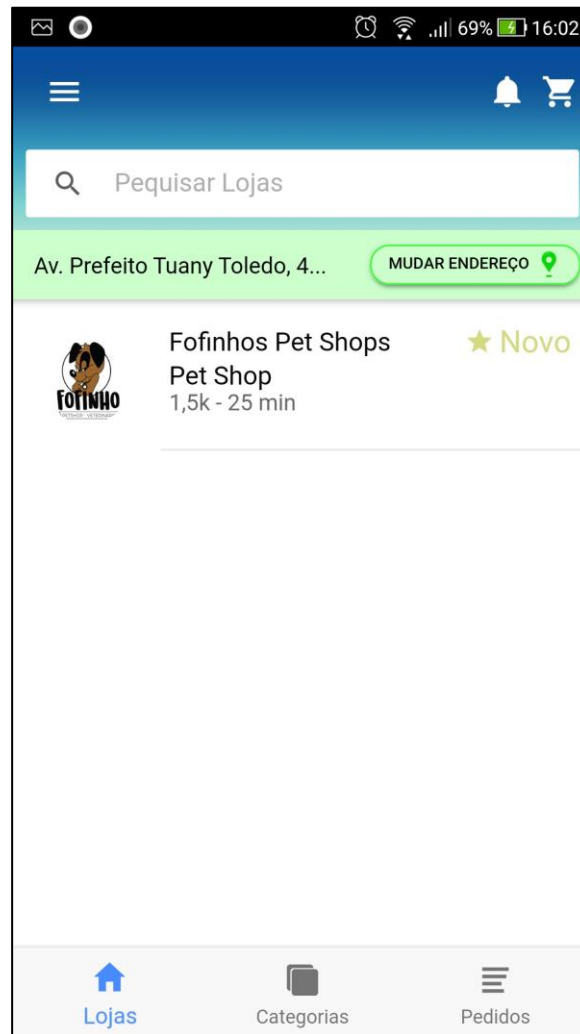 69% 16:02
Pequisar Lojas
Av. Prefeito Tuany Toledo, 4...
MUDAR ENDEREÇO
Fofinhos Pet Shops
Novo
Pet Shop
1,5k - 25 min
FOFINHO
Lojas
Categorias
Pedidos